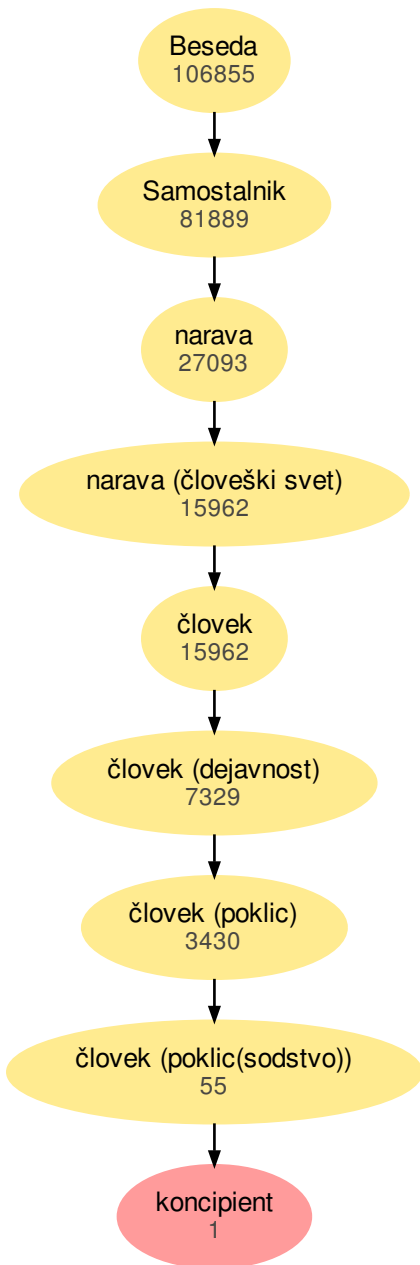 Beseda
106855
Samostalnik
81889
narava
27093
narava (človeški svet)
15962
človek
15962
človek (dejavnost)
7329
človek (poklic)
3430
človek (poklic(sodstvo))
55
koncipient
1